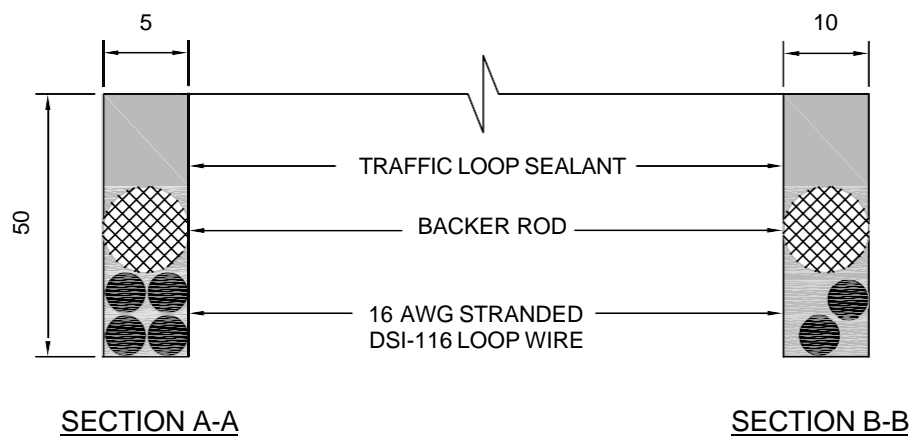 5
10
50
TRAFFIC LOOP SEALANT
BACKER ROD
16 AWG STRANDED
DSI-116 LOOP WIRE
SECTION A-A
SECTION B-B